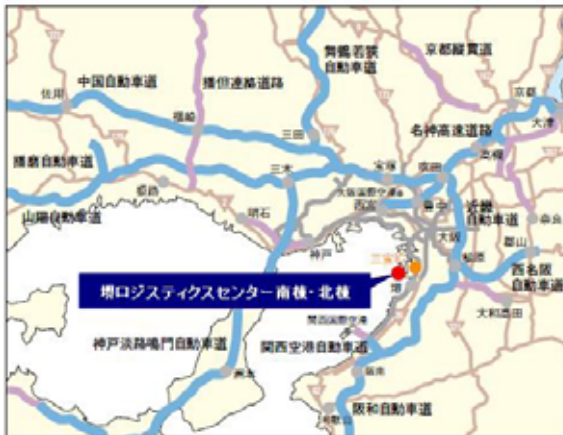 舞鶴若狭
自動車道
京都縦貫道
中国自動車道
播但連絡道路
佐用
福崎
京都
大津
三田
名神高速道路
高槻
播磨自動車道
三木
宝塚
吹田
姫路
大阪国際空港
西宮
豊中
近畿
自動車道
山陽自動車道
明石
奈良
神戸
大阪
郡山
松原
西名阪
自動車道
堺ロジスティクスセンター南棟・北棟
堺
関西国際空港
大和高田
神戸淡路鳴門自動車道
関西空港自動車道
阪南
阪和自動車道
和歌山